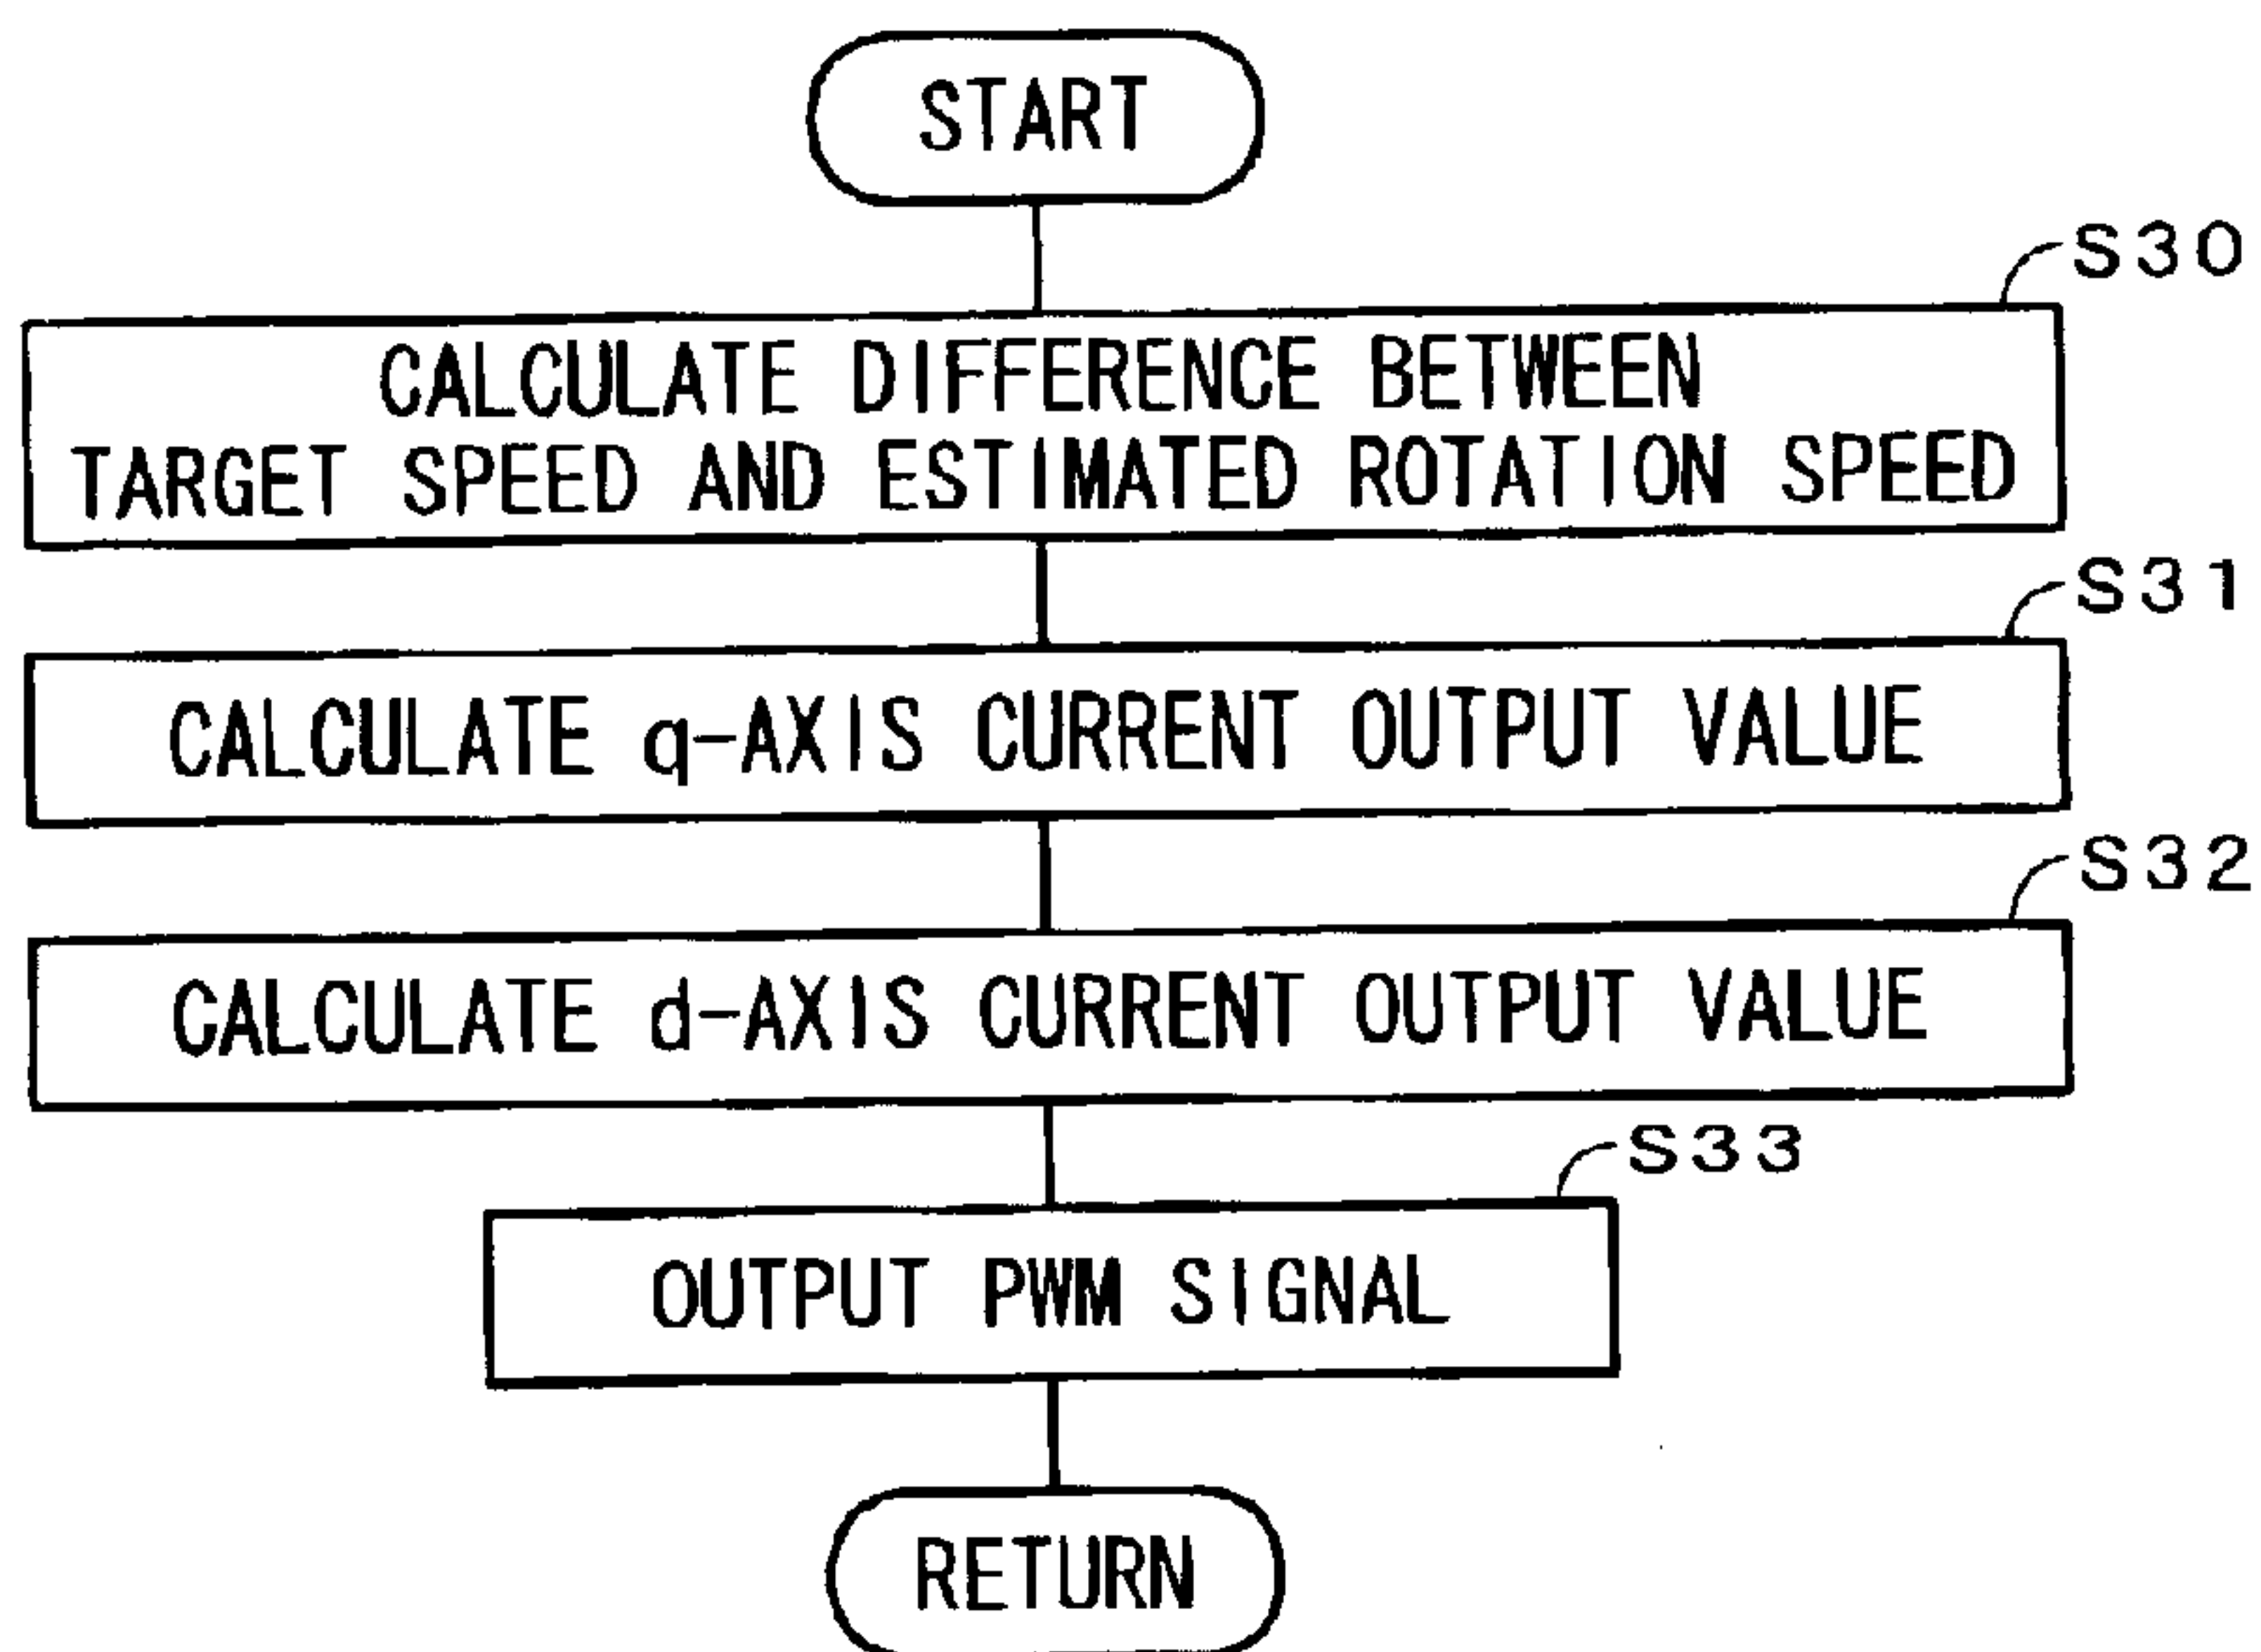 START
S30
CALCULATE DIFFERENCE BETWEEN
TARGET SPEED AND ESTIMATED ROTATION SPEED
S31
CALCULATE q-AXIS CURRENT OUTPUT VALUE
S32
CALCULATE d-AXIS CURRENT OUTPUT VALUE
S33
OUTPUT PWM SIGNAL
RETURN